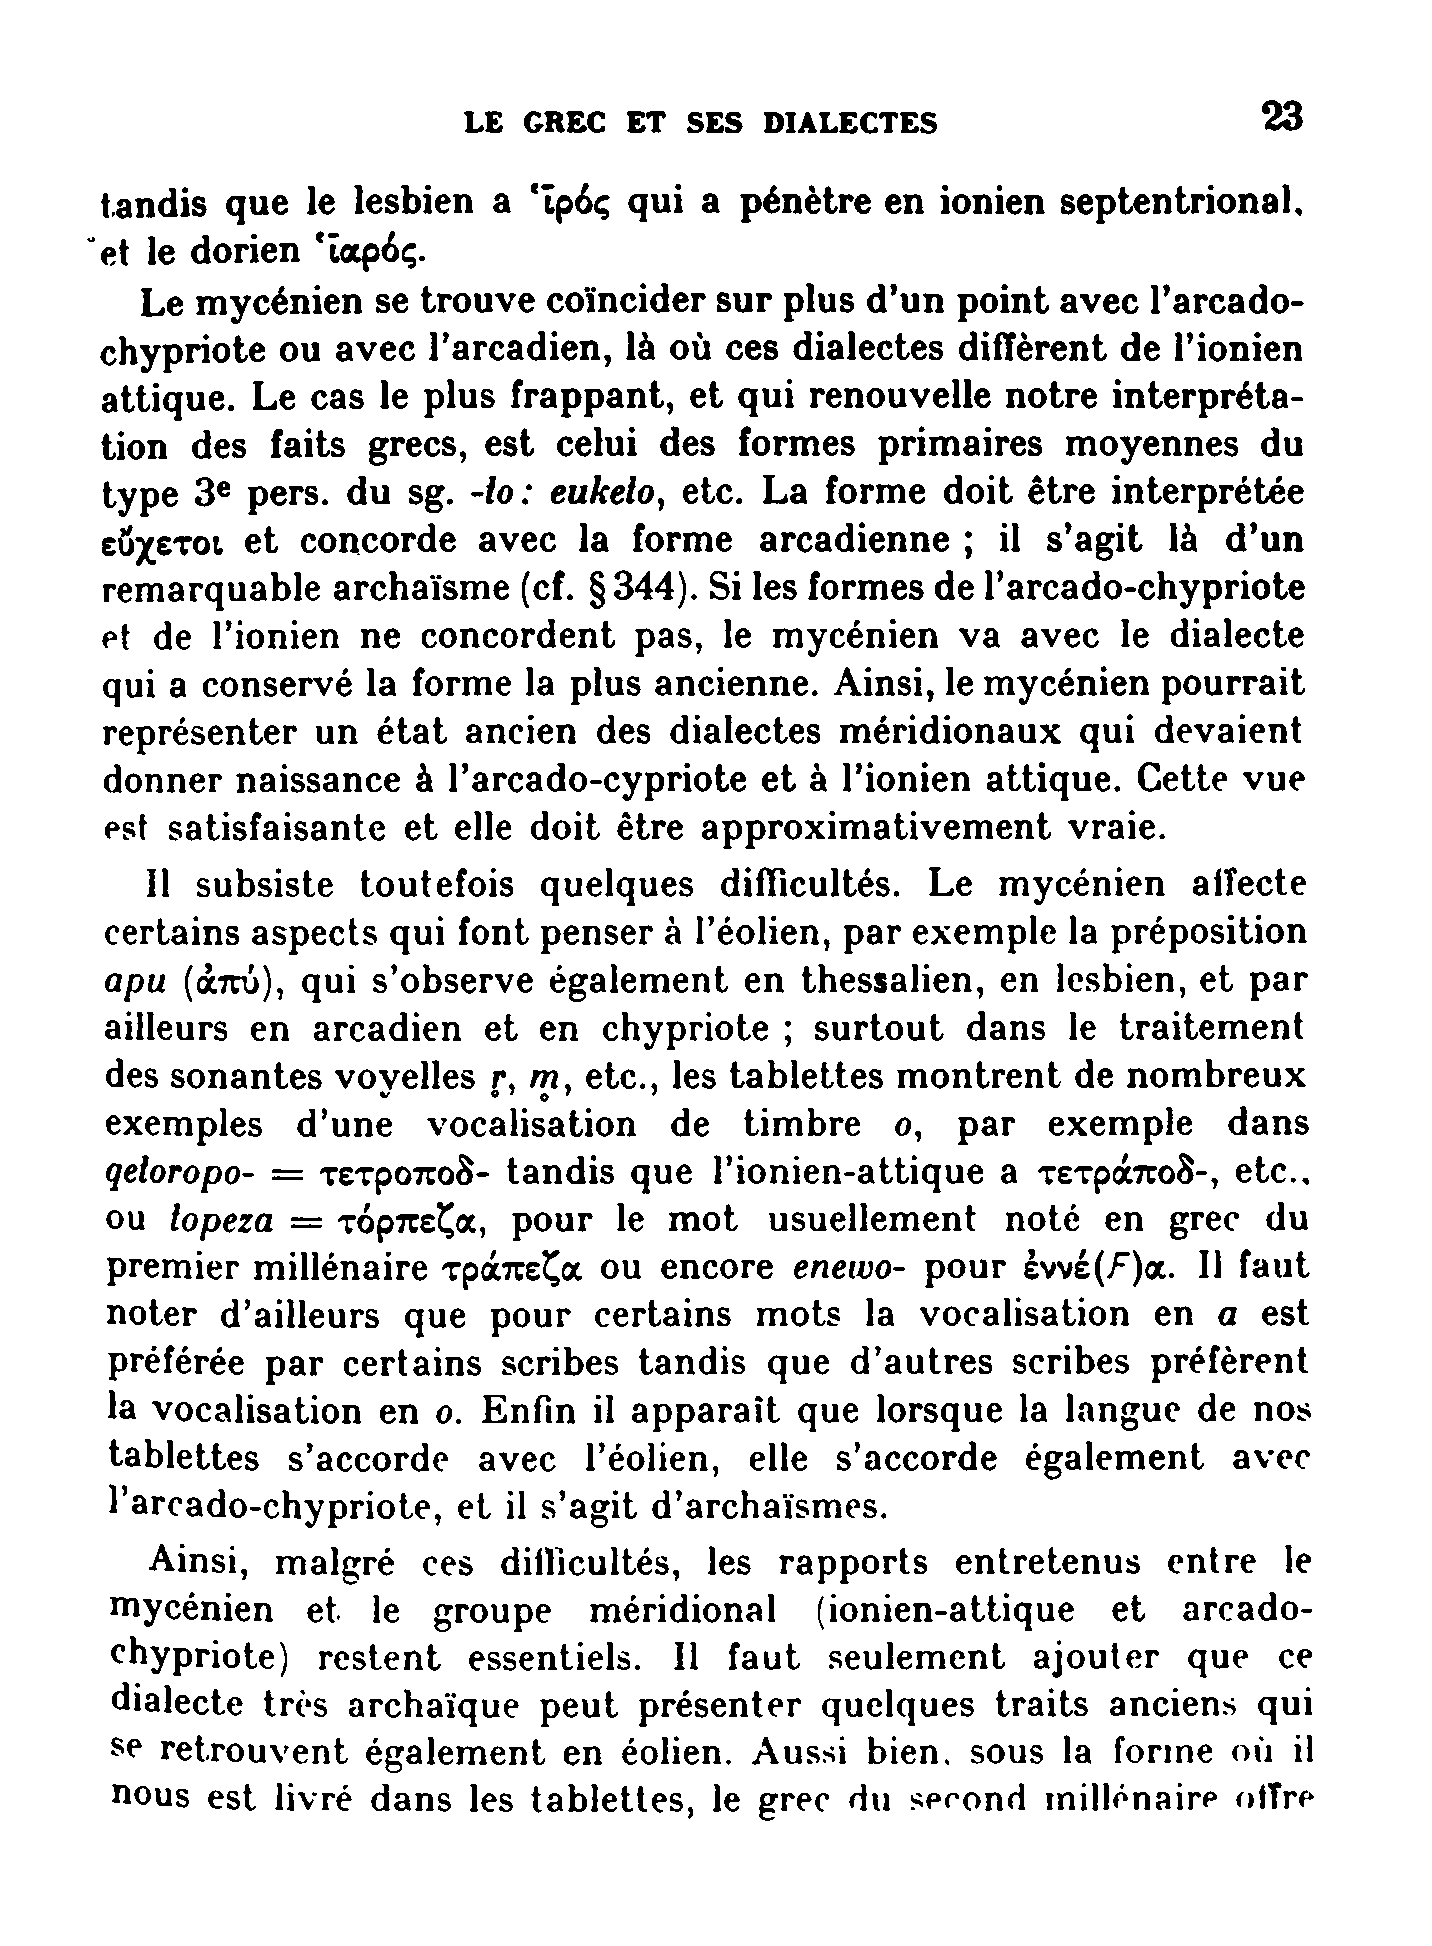 LE GREC ET SES DIALECTES 23
tandis que le lesbien a ‘ῑρός qui a pénètre en ionien septentrional,
et le dorien ‘ῑαρός.
Le mycénien se trouve coïncider sur plus d’un point avec l’arcado-
chypriote ou avec l’arcadien, là où ces dialectes diffèrent de l’ionien
attique. Le cas le plus frappant, et qui renouvelle notre interpréta-
tion des faits grecs, est celui des formes primaires moyennes du
type 3e pers. du sg. -to : euketo, etc. La forme doit être interprétée
εὔχετοι et concorde avec la forme arcadienne ; il s’agit là d’un
remarquable archaïsme (cf. § 344). Si les formes de l’arcado-chypriote
et de l’ionien ne concordent pas, le mycénien va avec le dialecte
qui a conservé la forme la plus ancienne. Ainsi, le mycénien pourrait
représenter un état ancien des dialectes méridionaux qui devaient
donner naissance à l’arcado-cypriote et à l’ionien attique. Cette vue
est satisfaisante et elle doit être approximativement vraie.
Il subsiste toutefois quelques difficultés. Le mycénien affecte
certains aspects qui font penser à l’éolien, par exemple la préposition
apu (ἀπύ), qui s’observe également en thessalien, en lesbien, et par
ailleurs en arcadien et en chypriote ; surtout dans le traitement
des sonantes voyelles r̥, m̥, etc., les tablettes montrent de nombreux
exemples d’une vocalisation de timbre o, par exemple dans
qetoropo- = τετροποδ- tandis que l’ionien-attique a τετράποδ-, etc.,
ou topeza = τόρπεζα, pour le mot usuellement noté en grec du
premier millénaire τράπεζα ou encore enewo- pour ἐννέ(F)α. Il faut
noter d’ailleurs que pour certains mots la vocalisation en a est
préférée par certains scribes tandis que d’autres scribes préfèrent
la vocalisation en o. Enfin il apparaît que lorsque la langue de nos
tablettes s’accorde avec l’éolien, elle s’accorde également avec
l’arcado-chypriote, et il s’agit d’archaïsmes.
Ainsi, malgré ces difficultés, les rapports entretenus entre le
mycénien et le groupe méridional (ionien-attique et arcado-
chypriote) restent essentiels. Il faut seulement ajouter que ce
dialecte très archaïque peut présenter quelques traits anciens qui
se retrouvent également en éolien. Aussi bien, sous la forme où il
nous est livré dans les tablettes, le grec du second millénaire offre